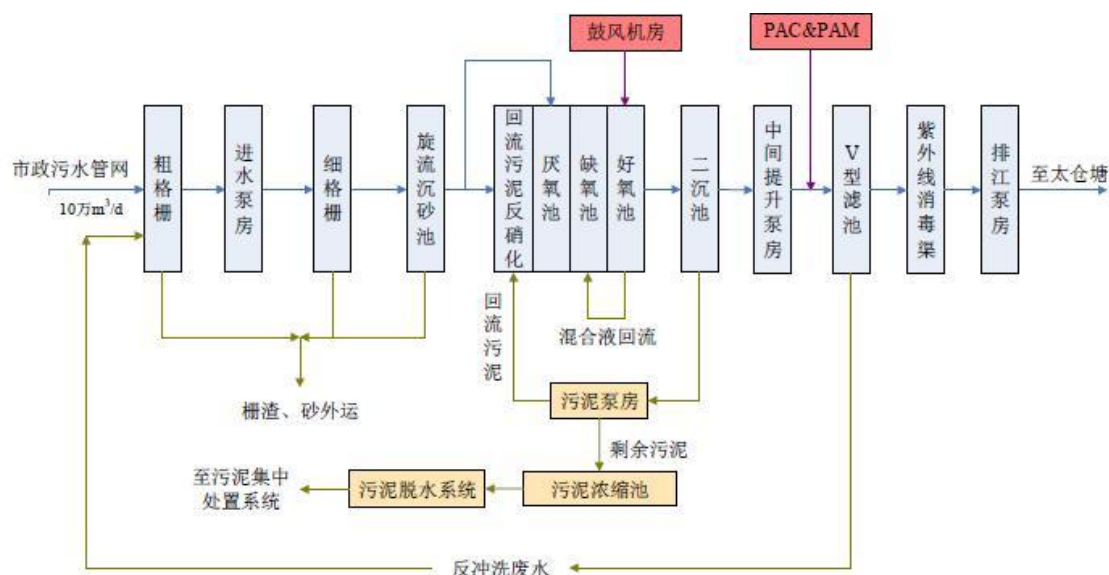 鼓风机房
PAC&PAM
市政污水管网
10万m³/d
粗格栅
进水泵房
细格栅
旋流沉砂池
回流污泥反硝化
厌氧池
缺氧池
好氧池
二沉池
中间提升泵房
V型滤池
紫外线消毒渠
排江泵房
至太仓塘
回流污泥
混合液回流
栅渣、砂外运
污泥泵房
剩余污泥
至污泥集中
处置系统
污泥脱水系统
污泥浓缩池
反冲洗废水